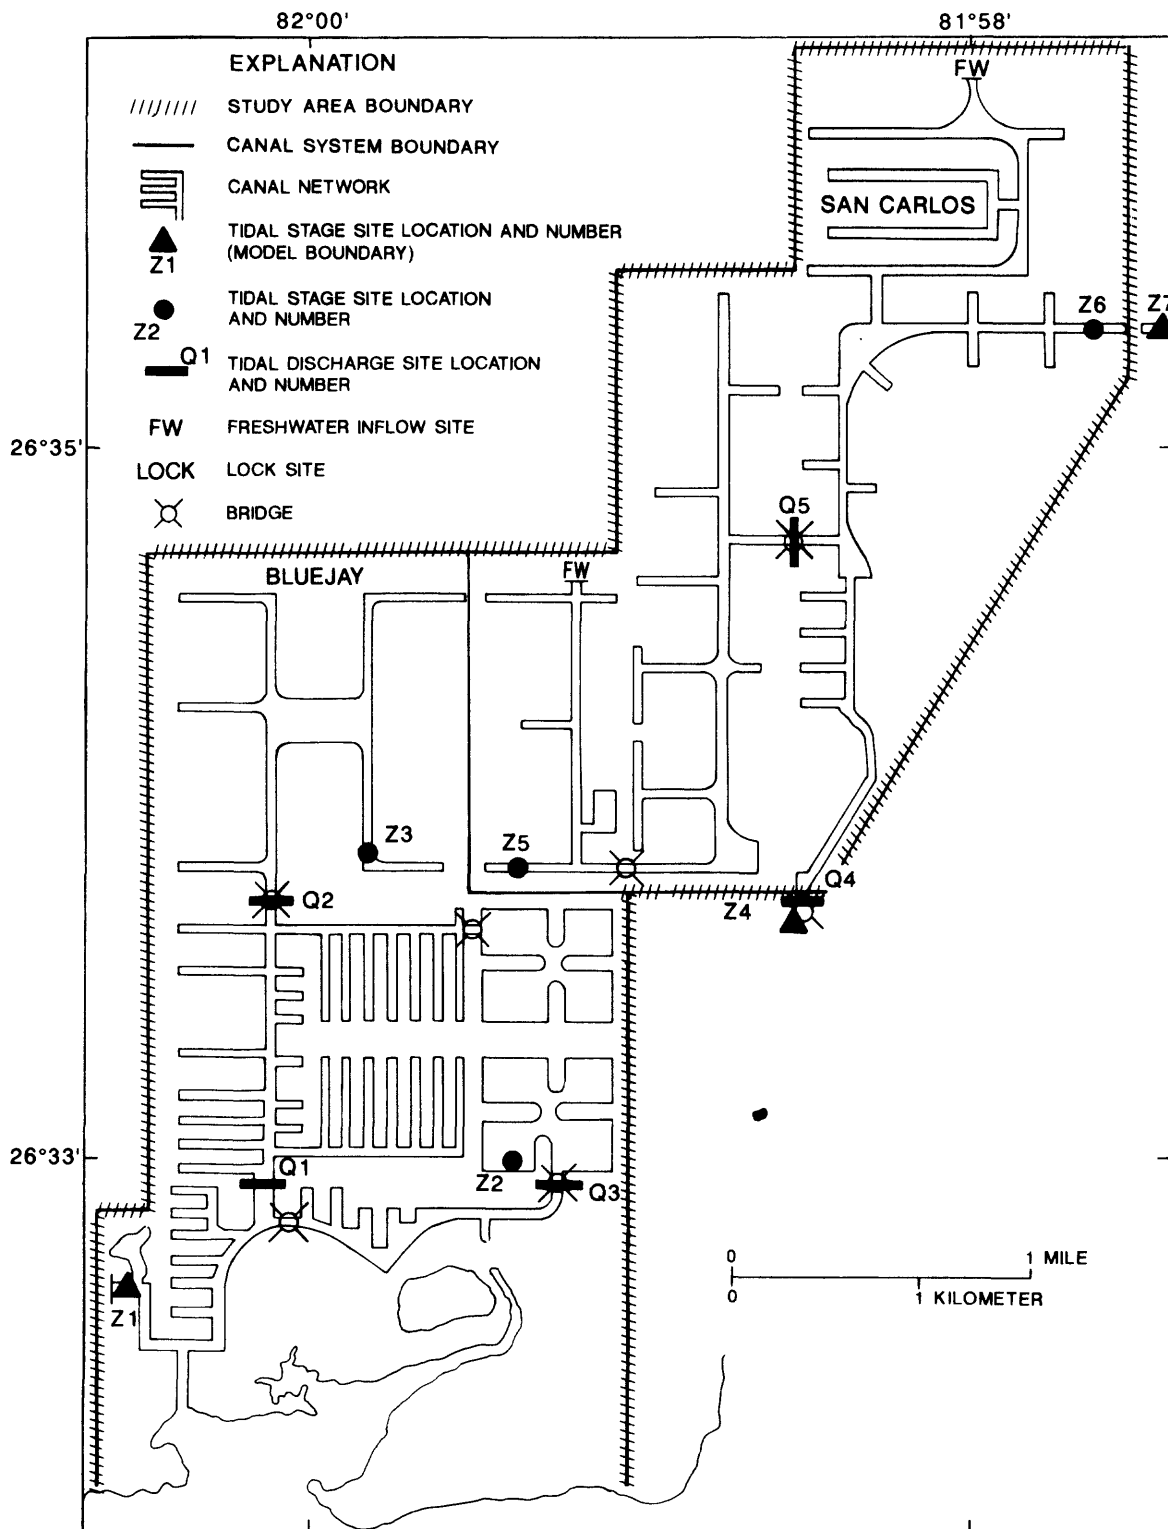 82°00'
81°58'
EXPLANATION
STUDY AREA BOUNDARY
CANAL SYSTEM BOUNDARY
CANAL NETWORK
TIDAL STAGE SITE LOCATION AND NUMBER
(MODEL BOUNDARY)
Z1
TIDAL STAGE SITE LOCATION
AND NUMBER
Z2
Q1
TIDAL DISCHARGE SITE LOCATION
AND NUMBER
FW
FRESHWATER INFLOW SITE
LOCK
LOCK SITE
BRIDGE
FW
SAN CARLOS
Z6
Z7
26°35'
Q5
BLUEJAY
FW
Z3
Z5
Q4
Q2
Z4
26°33'
Q1
Z2
Q3
Z1
0
1 MILE
0
1 KILOMETER